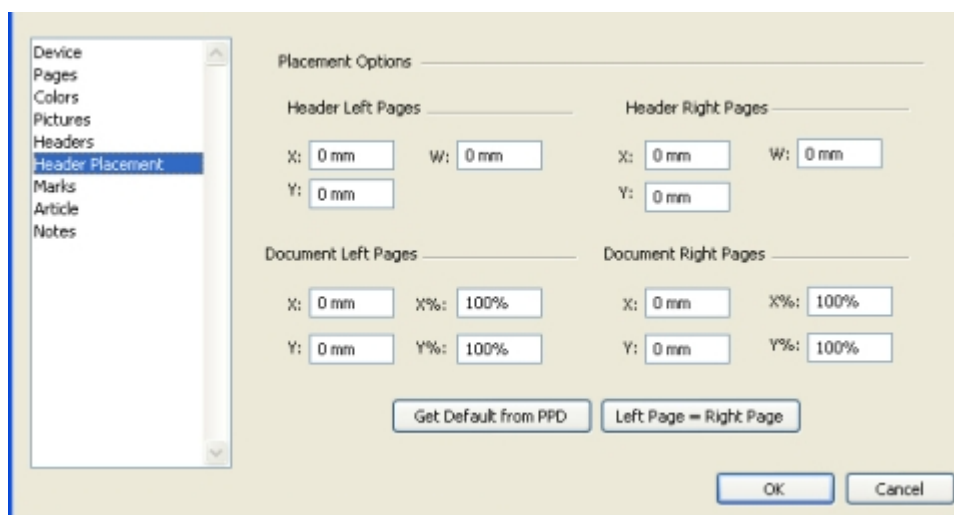 Device
Pages
Colors
Pictures
Headers
Header Placement
Marks
Article
Notes
Placement Options
Header Left Pages
X: 0 mm W: 0 mm
Y: 0 mm
Header Right Pages
X: 0 mm W: 0 mm
Y: 0 mm
Document Left Pages
X: 0 mm X%: 100%
Y: 0 mm Y%: 100%
Document Right Pages
X: 0 mm X%: 100%
Y: 0 mm Y%: 100%
Get Default from PPD
Left Page = Right Page
OK
Cancel